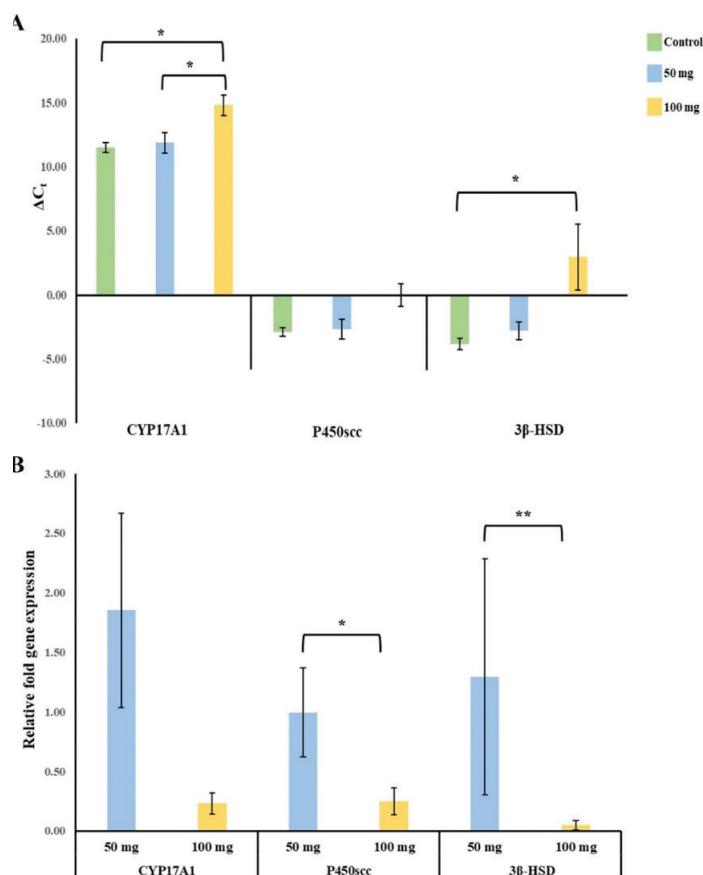 A
20.00
15.00
10.00
5.00
0.00
-5.00
-10.00
ΔCt
*
*
*
Control
50 mg
100 mg
CYP17A1 P450scc 3β-HSD
B
3.00
2.50
2.00
1.50
1.00
0.50
0.00
Relative fold gene expression
*
**
50 mg 100 mg 50 mg 100 mg 50 mg 100 mg
CYP17A1 P450scc 3β-HSD